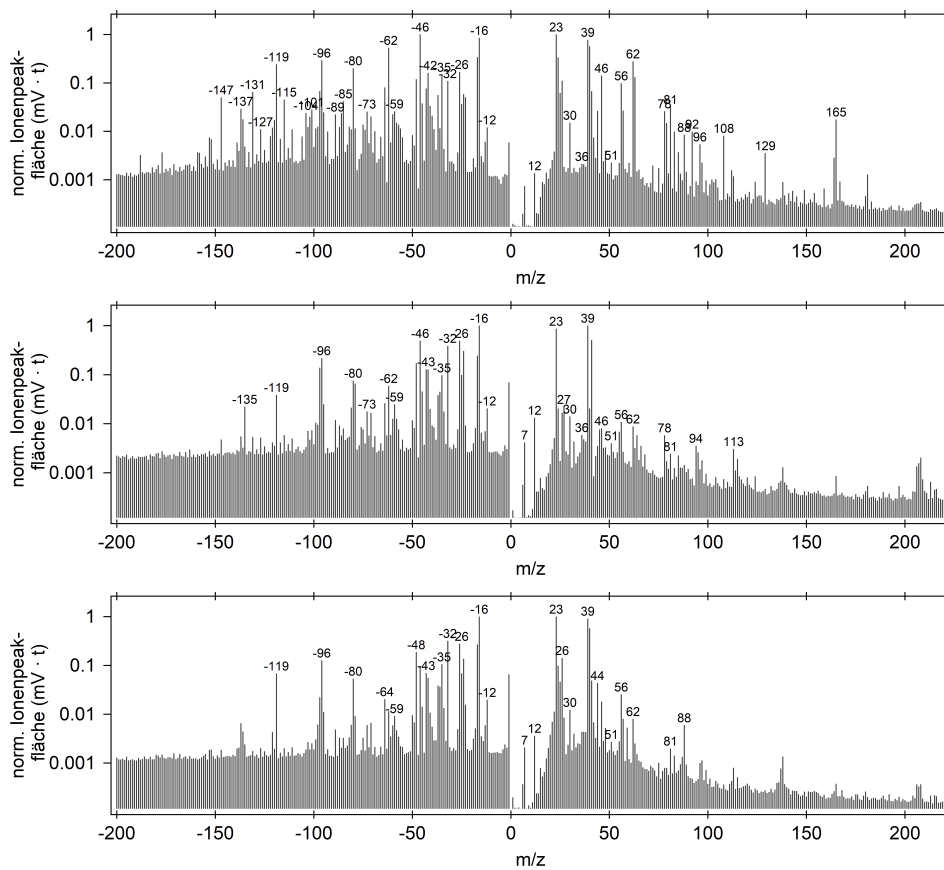 norm. Ionenpeak-
fläche (mV · t)
1
0.1
0.01
0.001
-147 -137 -131 -127 -119 -115 -104 -101 -96 -89 -85 -80 -73 -62 -59 -46 -42 -35 -32 -26 -16 -12 12 23 30 36 39 46 51 56 62 78 81 88 92 96 108 129 165
-200 -150 -100 -50 0 50 100 150 200
m/z
norm. Ionenpeak-
fläche (mV · t)
1
0.1
0.01
0.001
-135 -119 -96 -80 -73 -62 -59 -46 -43 -35 -32 -26 -16 -12 7 12 23 27 30 36 39 46 51 56 62 78 81 94 113
-200 -150 -100 -50 0 50 100 150 200
m/z
norm. Ionenpeak-
fläche (mV · t)
1
0.1
0.01
0.001
-119 -96 -80 -64 -59 -48 -43 -35 -32 -26 -16 -12 7 12 23 26 30 39 44 51 56 62 81 88
-200 -150 -100 -50 0 50 100 150 200
m/z